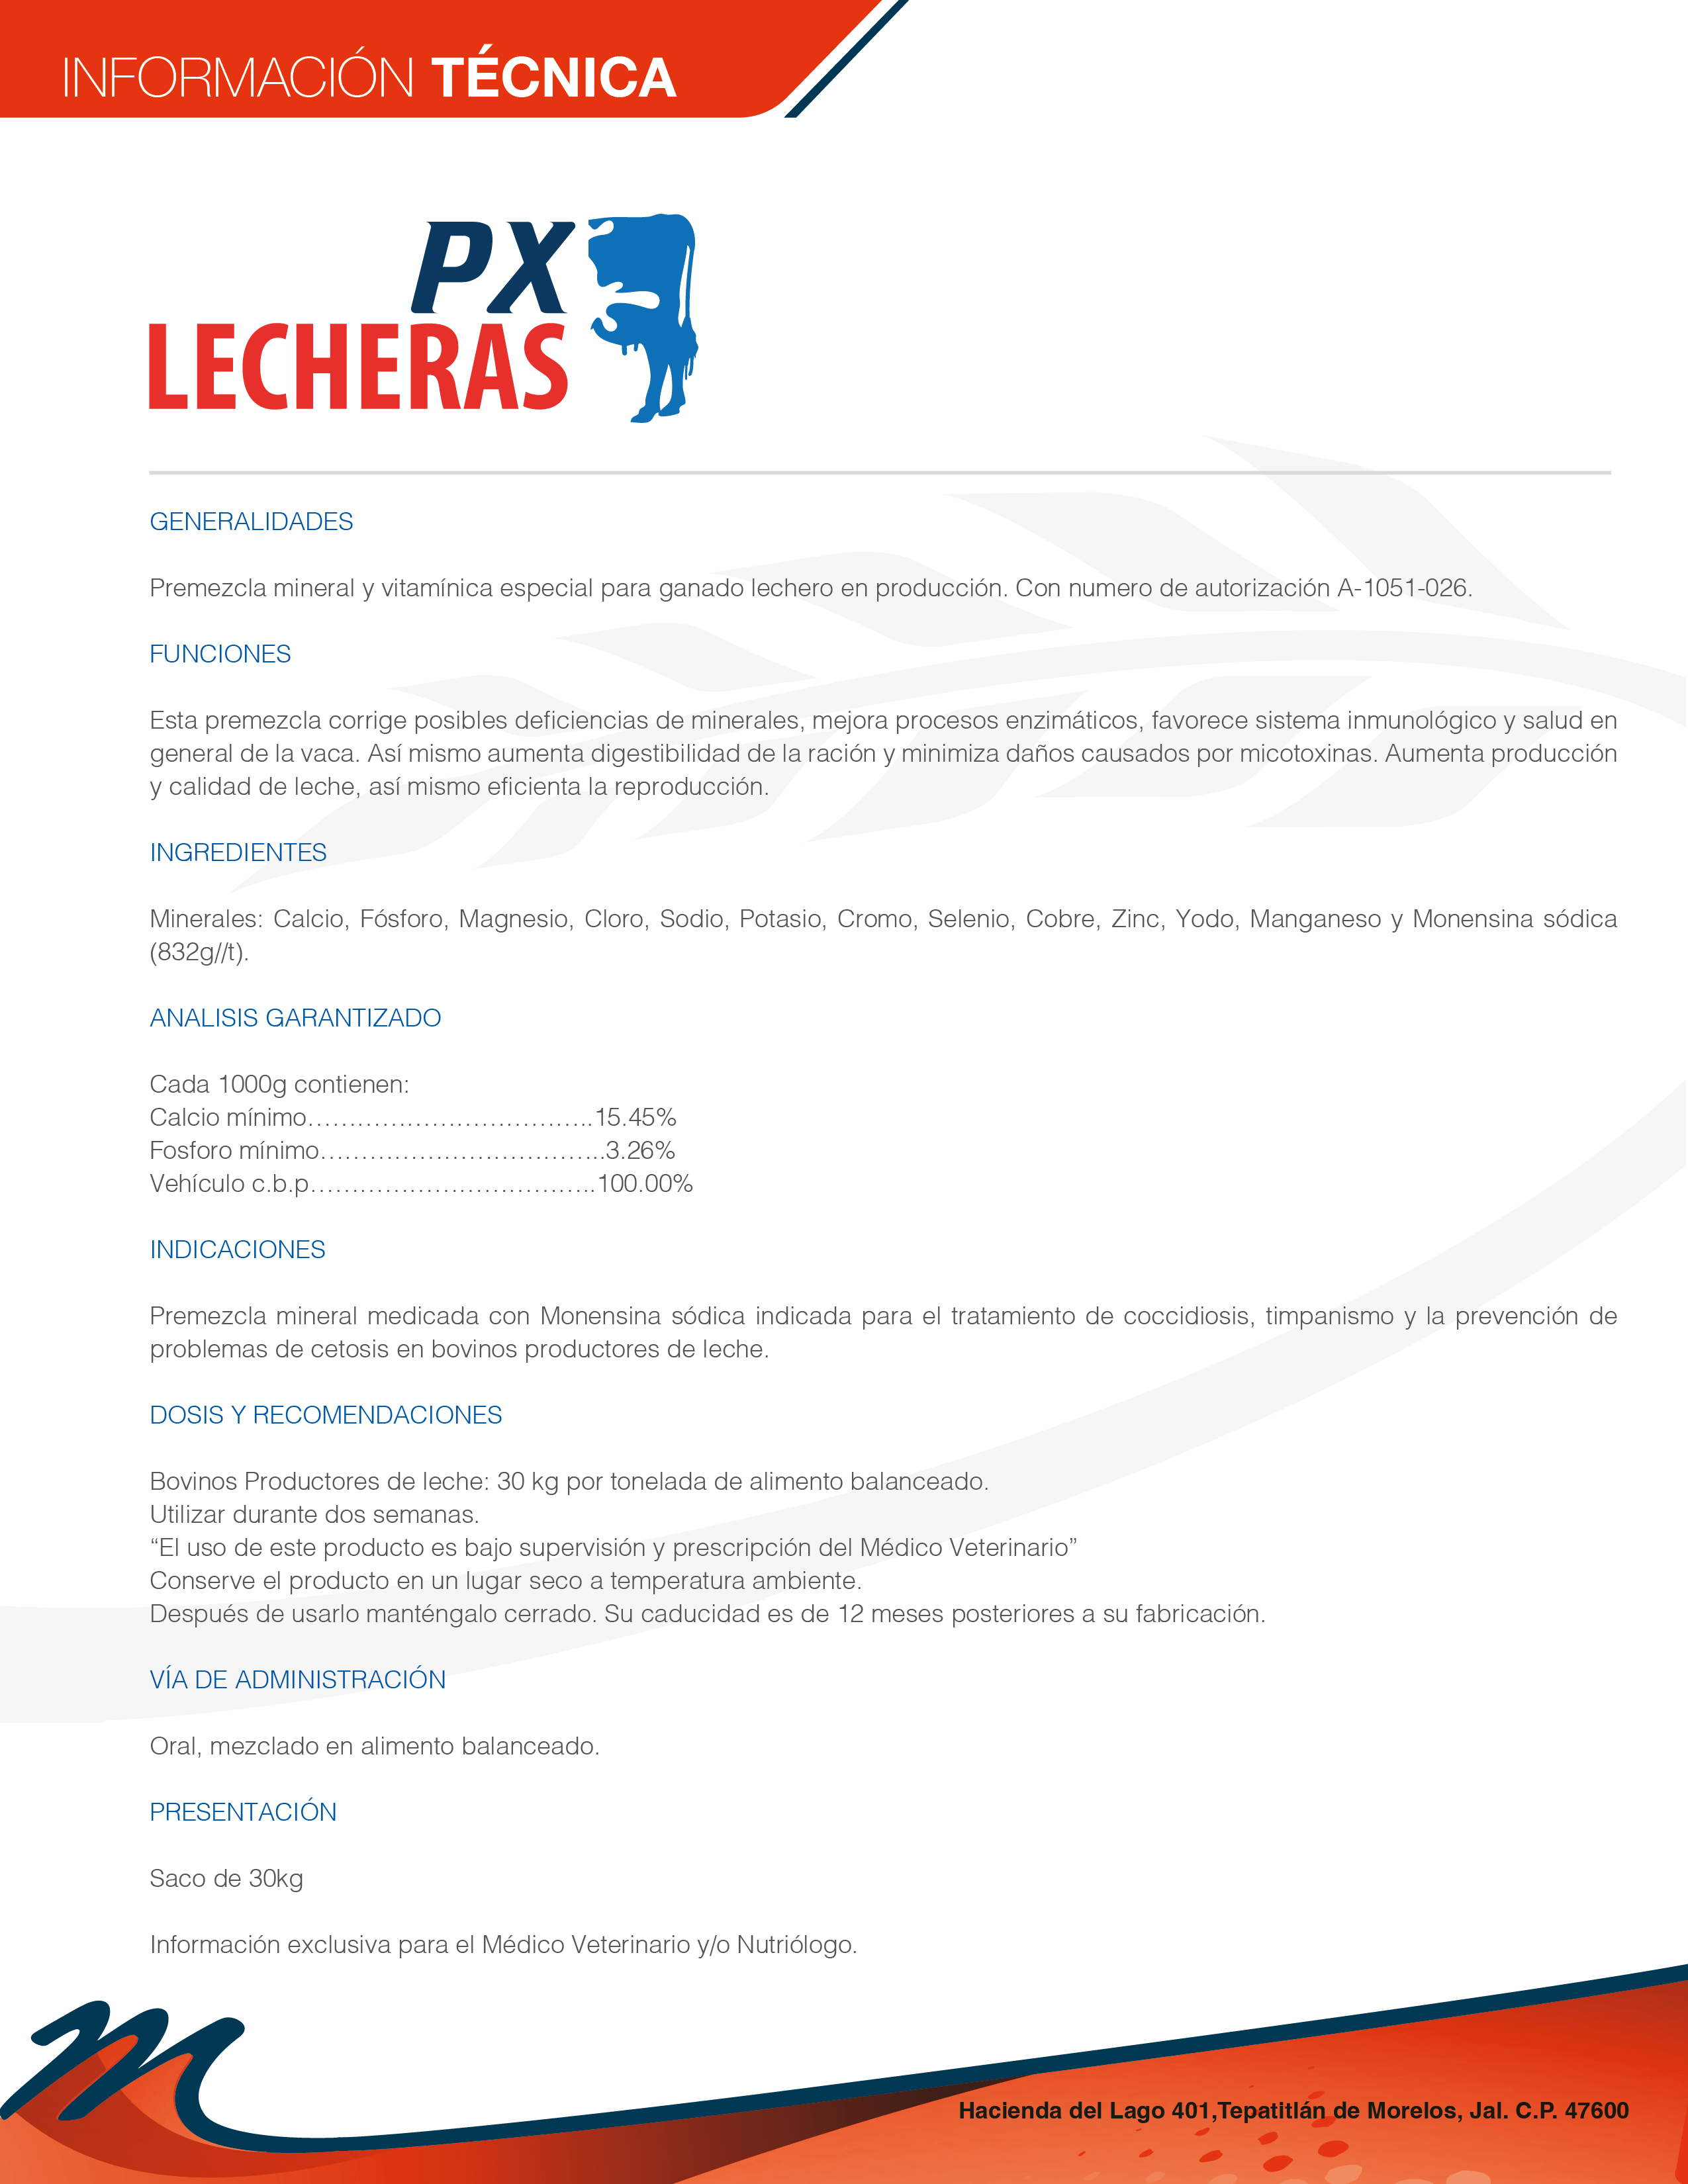 INFORMACIÓN TÉCNICA
PX
LECHERAS
GENERALIDADES
Premezcla mineral y vitamínica especial para ganado lechero en producción. Con numero de autorización A-1051-026.
FUNCIONES
Esta premezcla corrige posibles deficiencias de minerales, mejora procesos enzimáticos, favorece sistema inmunológico y salud en
general de la vaca. Así mismo aumenta digestibilidad de la ración y minimiza daños causados por micotoxinas. Aumenta producción
y calidad de leche, así mismo eficienta la reproducción.
INGREDIENTES
Minerales: Calcio, Fósforo, Magnesio, Cloro, Sodio, Potasio, Cromo, Selenio, Cobre, Zinc, Yodo, Manganeso y Monensina sódica
(832g//t).
ANALISIS GARANTIZADO
Cada 1000g contienen:
Calcio mínimo……………………………..15.45%
Fosforo mínimo……………………………..3.26%
Vehículo c.b.p……………………………..100.00%
INDICACIONES
Premezcla mineral medicada con Monensina sódica indicada para el tratamiento de coccidiosis, timpanismo y la prevención de
problemas de cetosis en bovinos productores de leche.
DOSIS Y RECOMENDACIONES
Bovinos Productores de leche: 30 kg por tonelada de alimento balanceado.
Utilizar durante dos semanas.
“El uso de este producto es bajo supervisión y prescripción del Médico Veterinario”
Conserve el producto en un lugar seco a temperatura ambiente.
Después de usarlo manténgalo cerrado. Su caducidad es de 12 meses posteriores a su fabricación.
VÍA DE ADMINISTRACIÓN
Oral, mezclado en alimento balanceado.
PRESENTACIÓN
Saco de 30kg
Información exclusiva para el Médico Veterinario y/o Nutriólogo.
Hacienda del Lago 401,Tepatitlán de Morelos, Jal. C.P. 47600